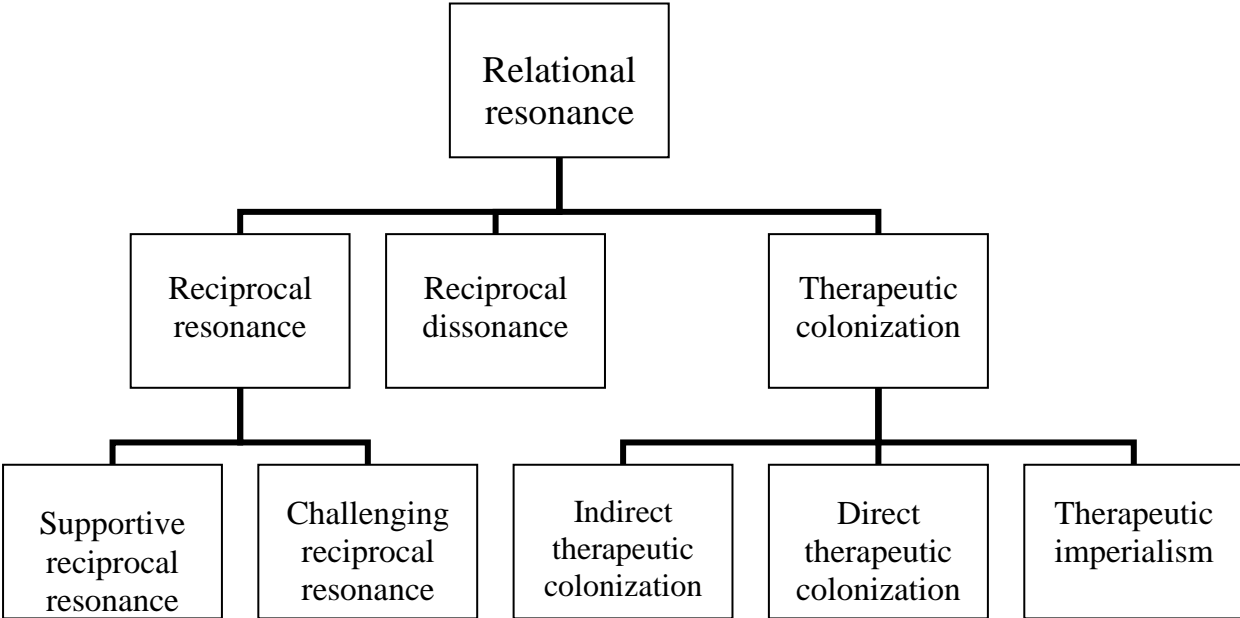 Relational
resonance
Reciprocal
resonance
Reciprocal
dissonance
Therapeutic
colonization
Supportive
reciprocal
resonance
Challenging
reciprocal
resonance
Indirect
therapeutic
colonization
Direct
therapeutic
colonization
Therapeutic
imperialism